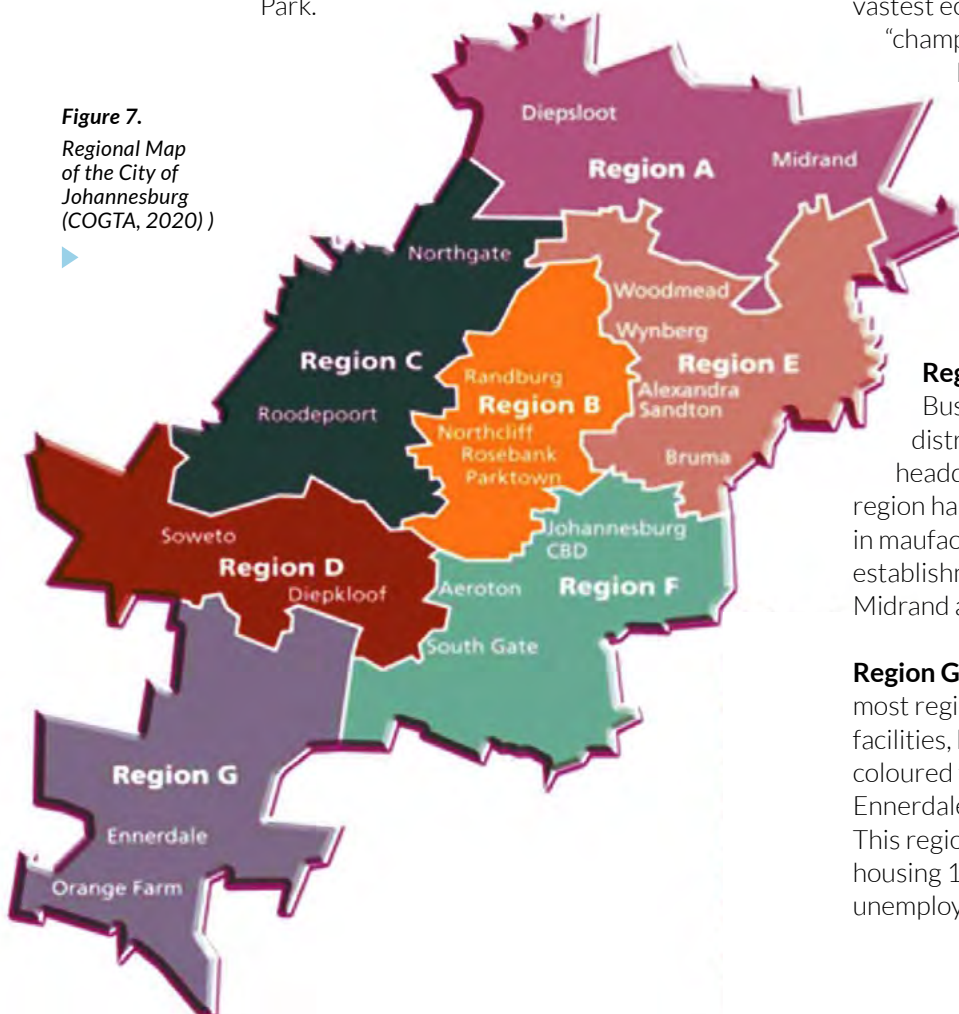 Park.
Figure 7.
Regional Map
of the City of
Johannesburg
(COGTA, 2020) )
Diepsloot
Midrand
Region A
Northgate
Woodmead
Wynberg
Region C
Region E
Randburg
Alexandra
Region B
Sandton
Roodepoort
Northcliff
Rosebank
Bruma
Parktown
Johannesburg
CBD
Soweto
Region D
Diepkloof
Aeroton
Region F
South Gate
Region G
Ennerdale
Orange Farm
vastest
“champ
Reg
Bus
distr
region ha
in maufac
establishr
Midrand a
Region G
most regi
facilities,
coloured
Ennerdale
This regio
housing 1
unemploy